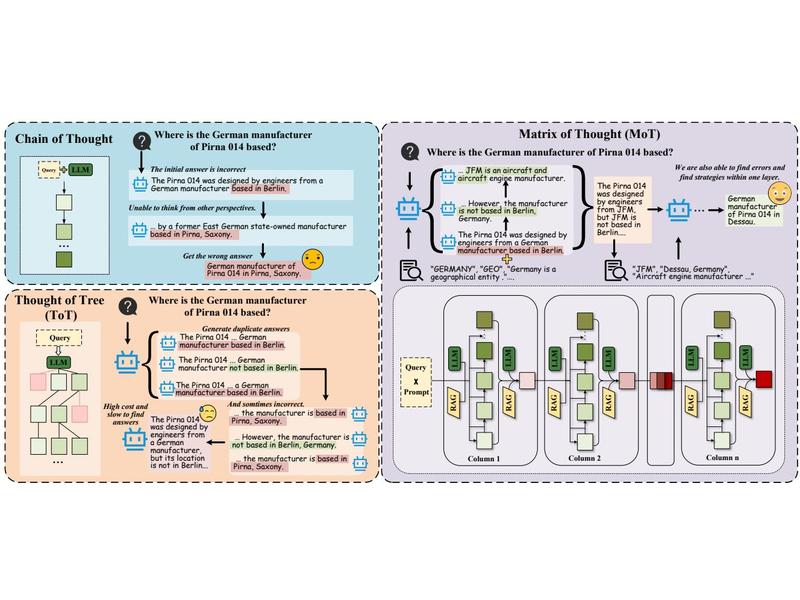 Chain of Thought
Query
LLM
...
Where is the German manufacturer
of Pirna 014 based?
The initial answer is incorrect
The Pirna 014 was designed by engineers from a
German manufacturer based in Berlin.
Unable to think from other perspectives.
... by a former East German state-owned manufacturer
based in Pirna, Saxony.
Get the wrong answer
German manufacturer of
Pirna 014 in Pirna, Saxony.
Thought of Tree
(ToT)
Query
LLM
...
Where is the German manufacturer
of Pirna 014 based?
Generate duplicate answers
The Pirna 014 ... German
manufacturer based in Berlin.
The Pirna 014 ... German
manufacturer not based in Berlin.
The Pirna 014 ... a German
manufacturer based in Berlin.
And sometimes incorrect.
... the manufacturer is based in
Pirna, Saxony.
... However, the manufacturer is
not based in Berlin, Germany.
... the manufacturer is based in
Pirna, Saxony.
High cost and
slow to find
answers
The Pirna 014
was designed by
engineers from
a German
manufacturer,
but its location
is not in Berlin...
Matrix of Thought (MoT)
Where is the German manufacturer of Pirna 014 based?
... JFM is an aircraft and
aircraft engine manufacturer.
... However, the manufacturer
is not based in Berlin,
Germany.
The Pirna 014 was designed by
engineers from a German
manufacturer based in Berlin.
"GERMANY", "GEO", "Germany is a
geographical entity ."....
The Pirna 014
was designed
by engineers
from JFM,
but JFM is
not based in
Berlin....
We are also able to find errors and
find strategies within one layer.
German
manufacturer
of Pirna 014 in
Dessau.
"JFM", "Dessau, Germany",
"Aircraft engine manufacturer ..."
Query
x
Prompt
LLM
RAG
LLM
RAG
Column 1
LLM
RAG
LLM
RAG
Column 2
LLM
RAG
LLM
RAG
Column n